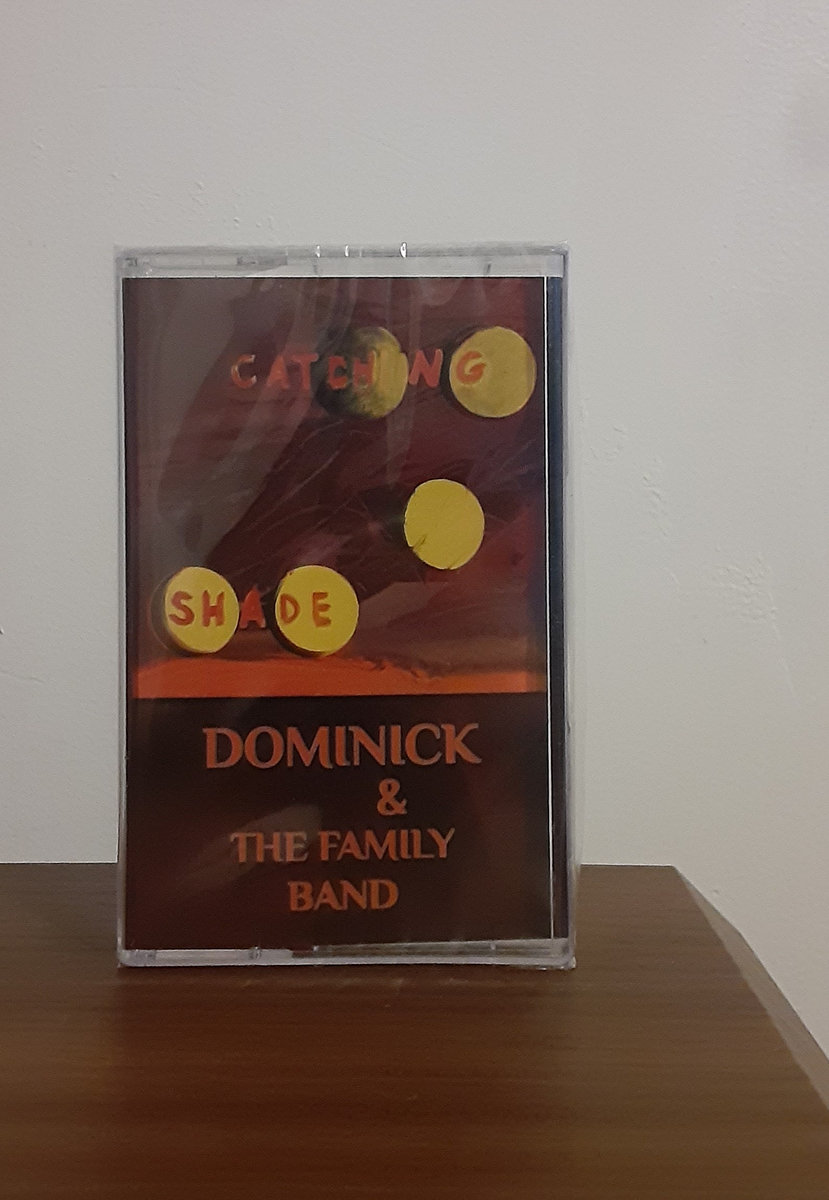 CATCHING
SHADE
DOMINICK
&
THE FAMILY
BAND